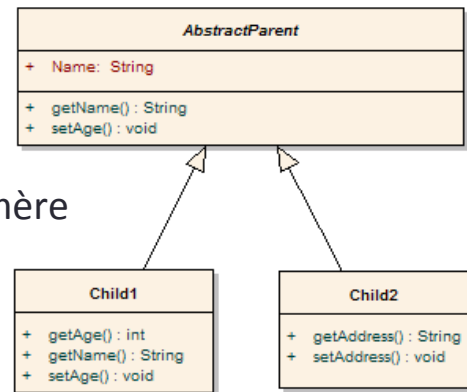 AbstractParent
+ Name: String
+ getName() : String
+ setAge() : void
Child1
+ getAge() : int
+ getName() : String
+ setAge() : void
Child2
+ getAddress() : String
+ setAddress() : void